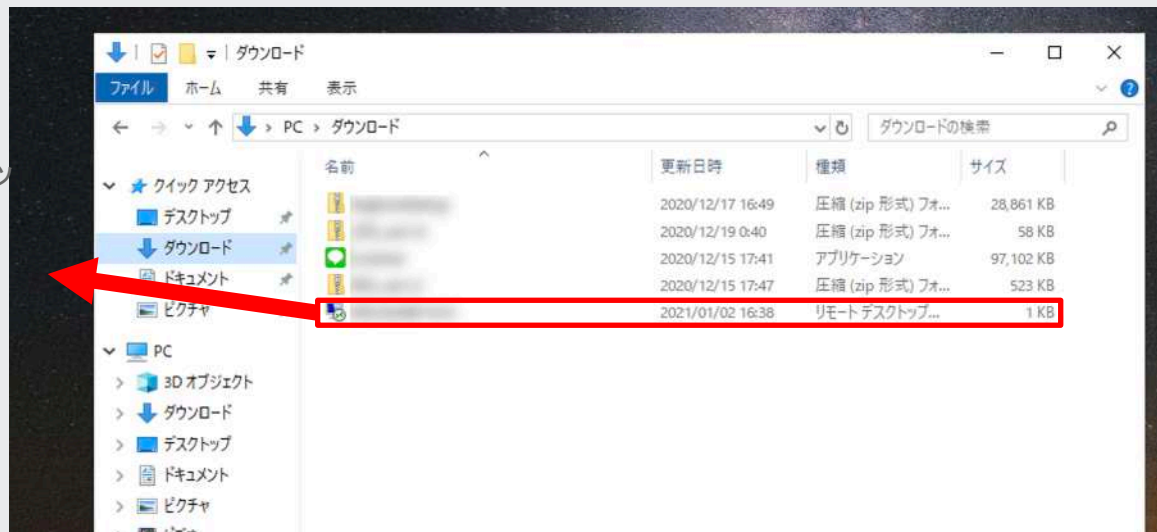 ダウンロード
ファイル ホーム 共有 表示
PC › ダウンロード ダウンロードの検索
名前 更新日時 種類 サイズ
クイック アクセス
デスクトップ
ダウンロード
ドキュメント
ピクチャ
2020/12/17 16:49 圧縮 (zip 形式) フォ... 28,861 KB
2020/12/19 0:40 圧縮 (zip 形式) フォ... 58 KB
2020/12/15 17:41 アプリケーション 97,102 KB
2020/12/15 17:47 圧縮 (zip 形式) フォ... 523 KB
2021/01/02 16:38 リモート デスクトップ... 1 KB
PC
3D オブジェクト
ダウンロード
デスクトップ
ドキュメント
ピクチャ